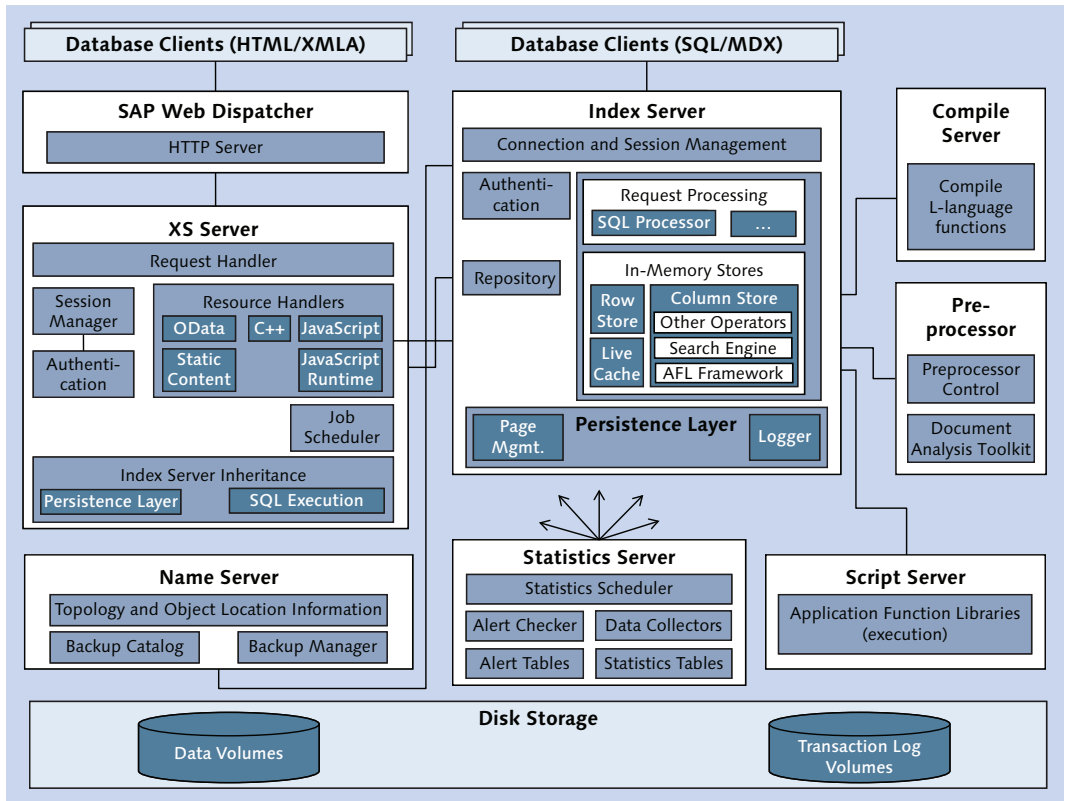 Database Clients (HTML/XMLA)
Database Clients (SQL/MDX)
SAP Web Dispatcher
HTTP Server
XS Server
Request Handler
Session
Manager
Authenti-
cation
Resource Handlers
OData
C++
JavaScript
Static
Content
JavaScript
Runtime
Job
Scheduler
Index Server Inheritance
Persistence Layer
SQL Execution
Name Server
Topology and Object Location Information
Backup Catalog
Backup Manager
Index Server
Connection and Session Management
Authenti-
cation
Repository
Request Processing
SQL Processor
...
In-Memory Stores
Row
Store
Live
Cache
Column Store
Other Operators
Search Engine
AFL Framework
Page
Mgmt.
Persistence Layer
Logger
Statistics Server
Statistics Scheduler
Alert Checker
Data Collectors
Alert Tables
Statistics Tables
Compile
Server
Compile
L-language
functions
Pre-
processor
Preprocessor
Control
Document
Analysis Toolkit
Script Server
Application Function Libraries
(execution)
Disk Storage
Data Volumes
Transaction Log
Volumes